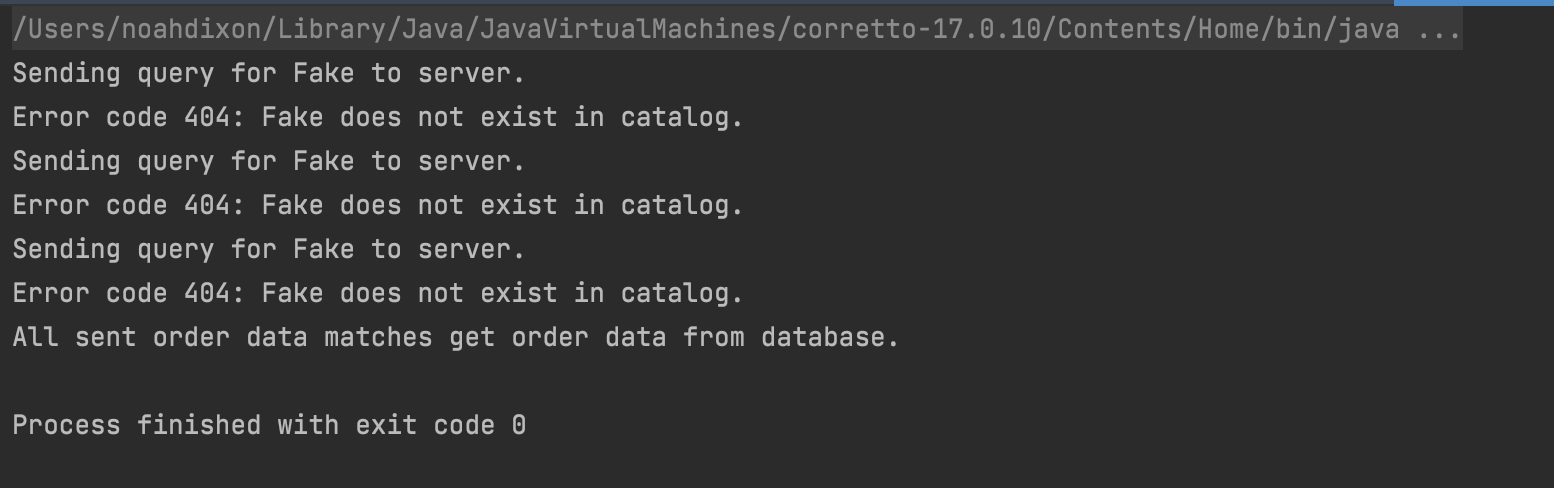 /Users/noahdixon/Library/Java/JavaVirtualMachines/corretto-17.0.10/Contents/Home/bin/java ...
Sending query for Fake to server.
Error code 404: Fake does not exist in catalog.
Sending query for Fake to server.
Error code 404: Fake does not exist in catalog.
Sending query for Fake to server.
Error code 404: Fake does not exist in catalog.
All sent order data matches get order data from database.
Process finished with exit code 0